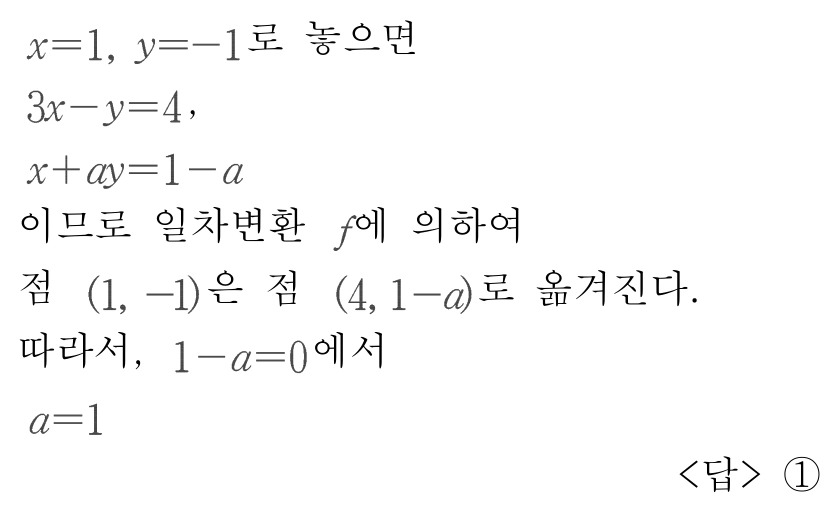 x=1, y=−1로 놓으면
3x−y=4,
x+ay=1−a
이므로 일차변환 f에 의하여
점 (1, −1)은 점 (4, 1−a)로 옮겨진다.
따라서, 1−a=0에서
a=1
<답> ①